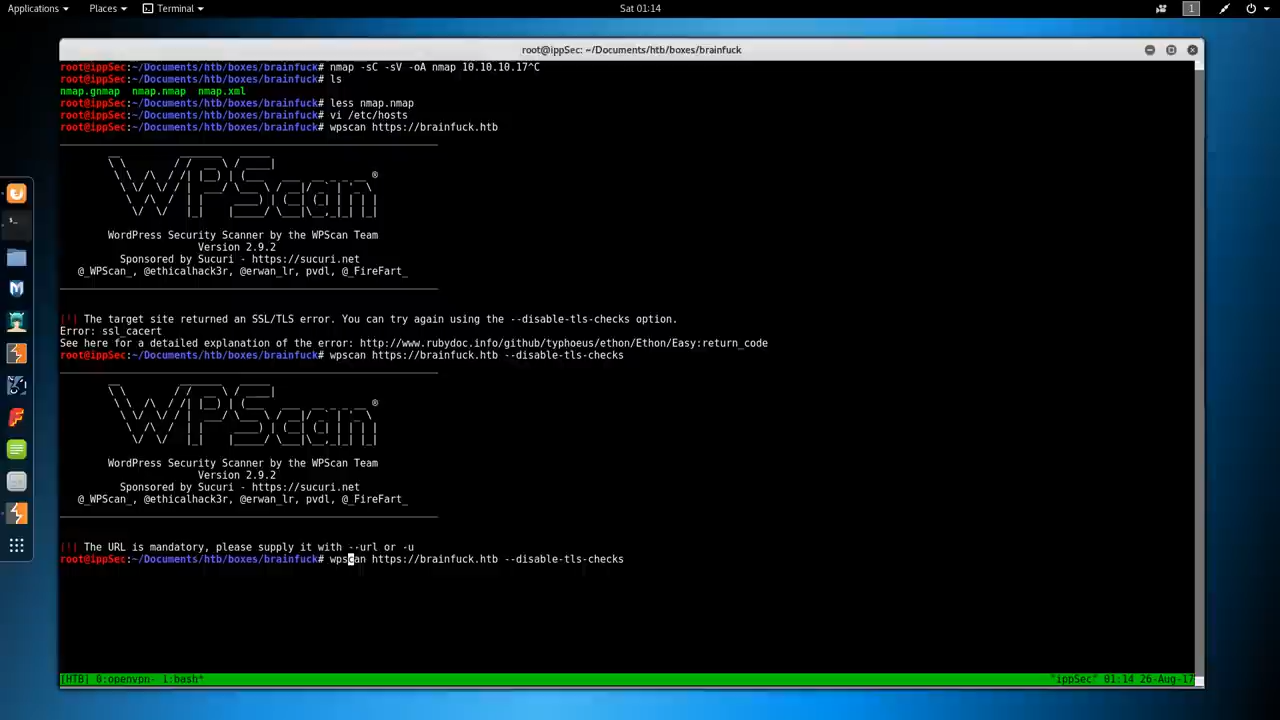 Applications
Places
Terminal
Sat 01:14
1
root@ippSec: ~/Documents/htb/boxes/brainfuck
root@ippSec:~/Documents/htb/boxes/brainfuck# nmap -sC -sV -oA nmap 10.10.10.17^C
root@ippSec:~/Documents/htb/boxes/brainfuck# ls
nmap.gnmap nmap.nmap nmap.xml
root@ippSec:~/Documents/htb/boxes/brainfuck# less nmap.nmap
root@ippSec:~/Documents/htb/boxes/brainfuck# vi /etc/hosts
root@ippSec:~/Documents/htb/boxes/brainfuck# wpscan https://brainfuck.htb
WPScan ®
WordPress Security Scanner by the WPScan Team
Version 2.9.2
Sponsored by Sucuri - https://sucuri.net
@_WPScan_, @ethicalhack3r, @erwan_lr, pvdl, @_FireFart_
[!] The target site returned an SSL/TLS error. You can try again using the --disable-tls-checks option.
Error: ssl_cacert
See here for a detailed explanation of the error: http://www.rubydoc.info/github/typhoeus/ethon/Ethon/Easy:return_code
root@ippSec:~/Documents/htb/boxes/brainfuck# wpscan https://brainfuck.htb --disable-tls-checks
WPScan ®
WordPress Security Scanner by the WPScan Team
Version 2.9.2
Sponsored by Sucuri - https://sucuri.net
@_WPScan_, @ethicalhack3r, @erwan_lr, pvdl, @_FireFart_
[!] The URL is mandatory, please supply it with --url or -u
root@ippSec:~/Documents/htb/boxes/brainfuck# wpscan https://brainfuck.htb --disable-tls-checks
[HTB] 0:openvpn- 1:bash* "ippSec" 01:14 26-Aug-17